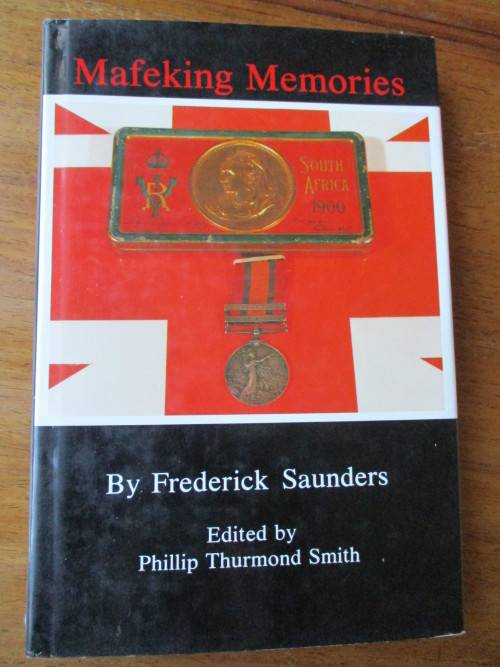 Mafeking Memories
SOUTH
AFRICA
1900
By Frederick Saunders
Edited by
Phillip Thurmond Smith